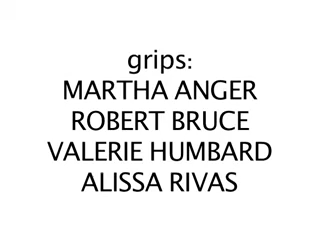 grips:
MARTHA ANGER
ROBERT BRUCE
VALERIE HUMBARD
ALISSA RIVAS